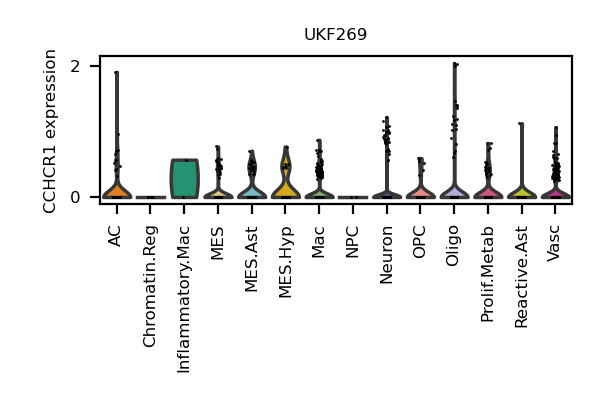 UKF269
CCHCR1 expression
2
0
AC
Chromatin.Reg
Inflammatory.Mac
MES
MES.Ast
MES.Hyp
Mac
NPC
Neuron
OPC
Oligo
Prolif.Metab
Reactive.Ast
Vasc